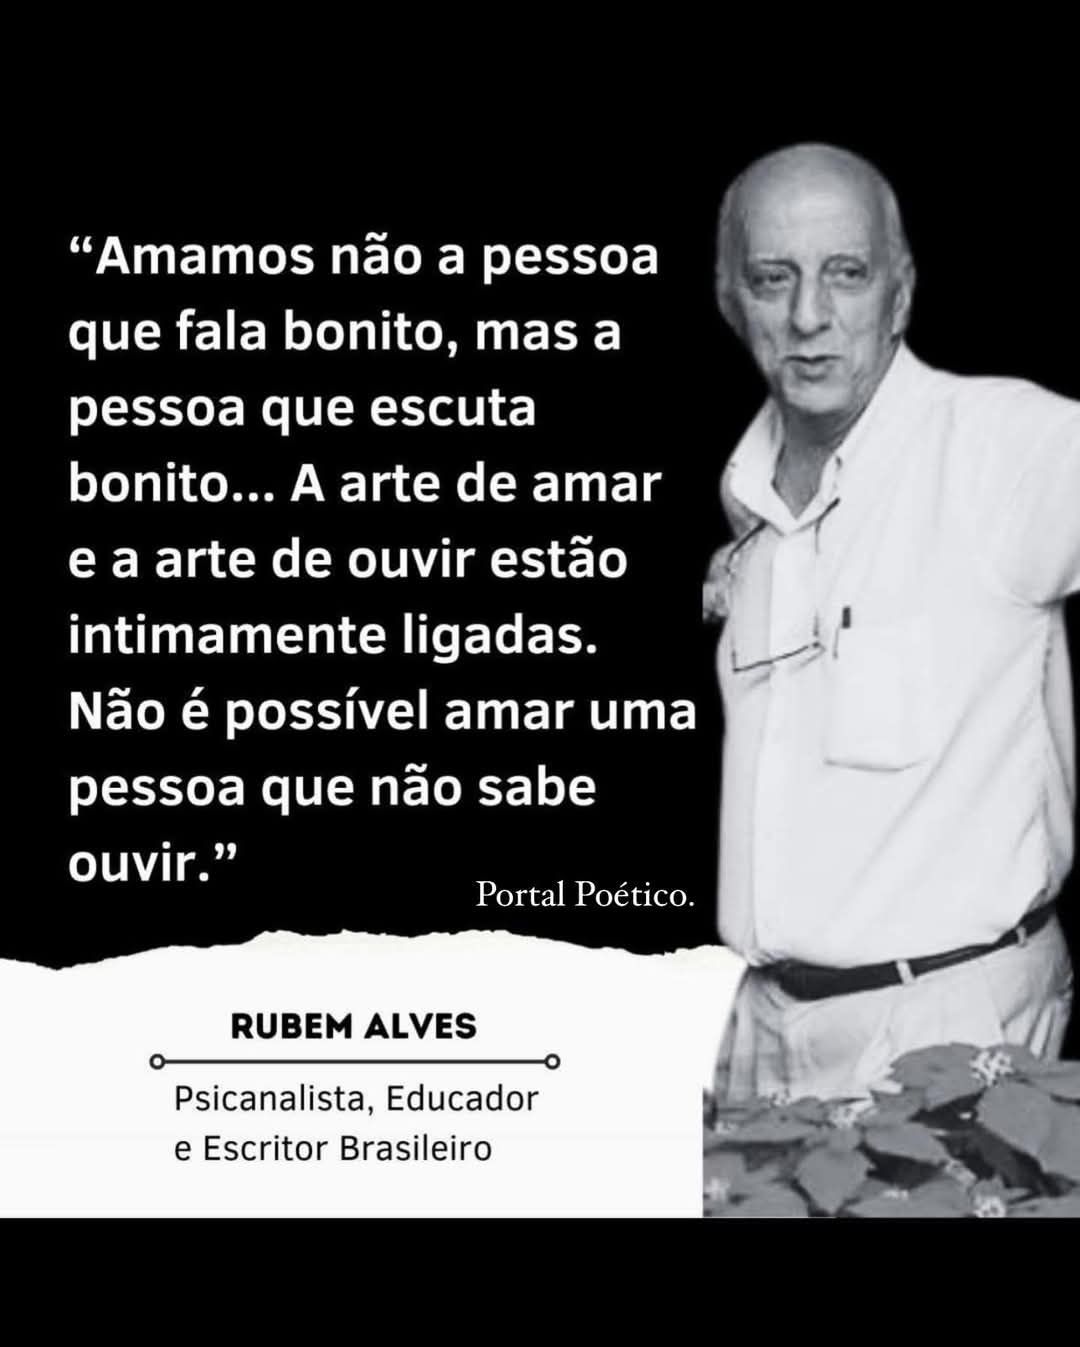 “Amamos não a pessoa
que fala bonito, mas a
pessoa que escuta
bonito... A arte de amar
e a arte de ouvir estão
intimamente ligadas.
Não é possível amar uma
pessoa que não sabe
ouvir.”
Portal Poético.
RUBEM ALVES
Psicanalista, Educador
e Escritor Brasileiro